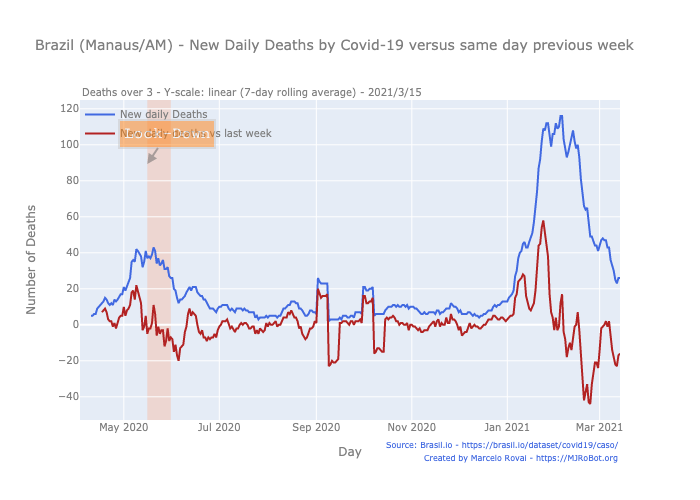 Brazil (Manaus/AM) - New Daily Deaths by Covid-19 versus same day previous week
Deaths over 3 - Y-scale: linear (7-day rolling average) - 2021/3/15
New daily Deaths
New daily Deaths vs last week
Number of Deaths
120
100
80
60
40
20
0
−20
−40
May 2020
Jul 2020
Sep 2020
Nov 2020
Jan 2021
Mar 2021
Day
Source: Brasil.io - https://brasil.io/dataset/covid19/caso/
Created by Marcelo Rovai - https://MJRoBot.org